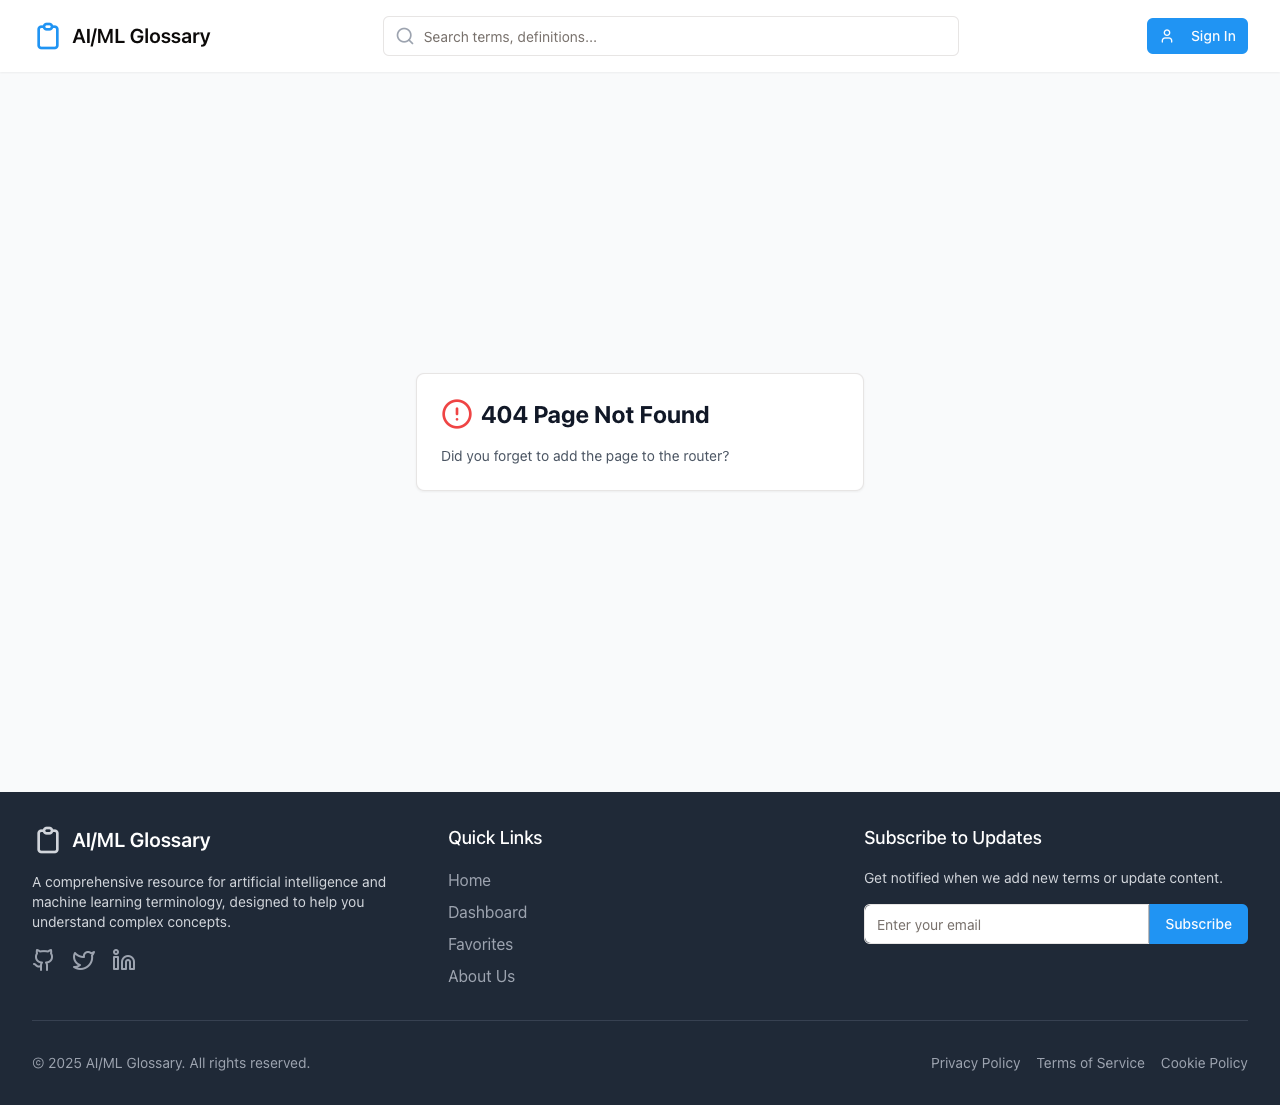 AI/ML Glossary
Search terms, definitions...
Sign In
404 Page Not Found
Did you forget to add the page to the router?
AI/ML Glossary
A comprehensive resource for artificial intelligence and
machine learning terminology, designed to help you
understand complex concepts.
Quick Links
Home
Dashboard
Favorites
About Us
Subscribe to Updates
Get notified when we add new terms or update content.
Enter your email
Subscribe
© 2025 AI/ML Glossary. All rights reserved.
Privacy Policy
Terms of Service
Cookie Policy